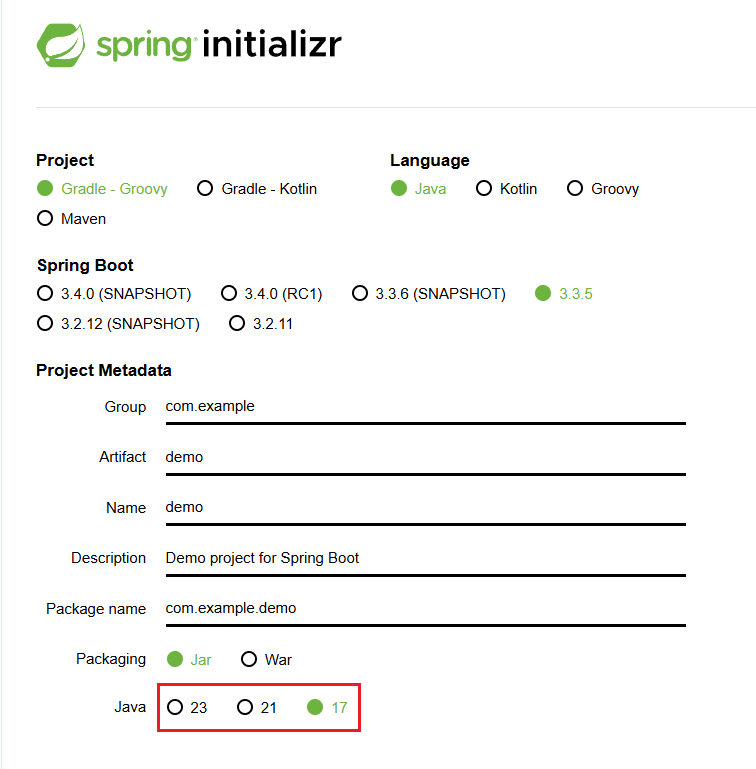 spring initializr
Project Language
Gradle - Groovy Gradle - Kotlin Java Kotlin Groovy
Maven
Spring Boot
3.4.0 (SNAPSHOT) 3.4.0 (RC1) 3.3.6 (SNAPSHOT) 3.3.5
3.2.12 (SNAPSHOT) 3.2.11
Project Metadata
Group com.example
Artifact demo
Name demo
Description Demo project for Spring Boot
Package name com.example.demo
Packaging Jar War
Java 23 21 17